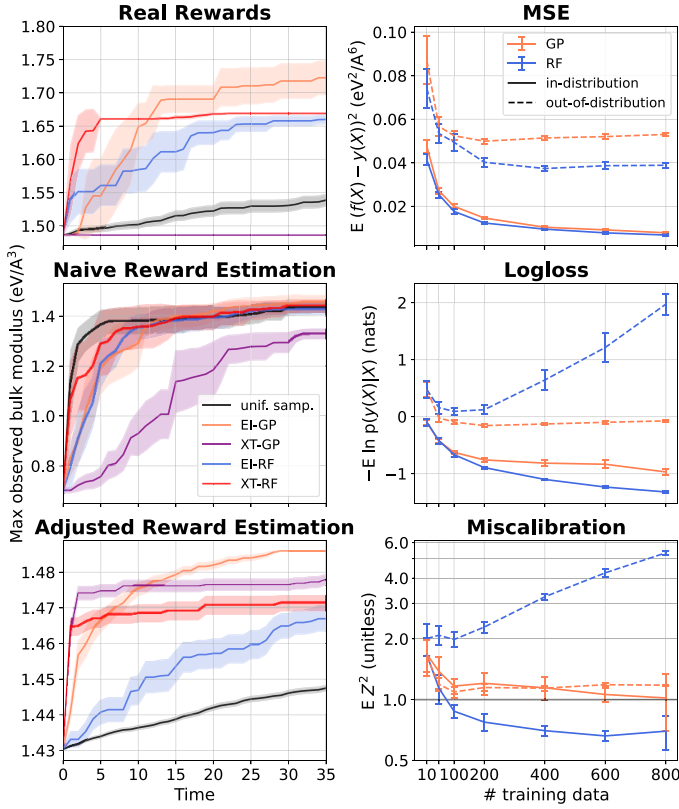 Real Rewards
1.80
1.75
1.70
1.65
1.60
1.55
1.50
Naive Reward Estimation
1.4
1.2
1.0
0.8
unif. samp.
EI-GP
XT-GP
EI-RF
XT-RF
Adjusted Reward Estimation
1.48
1.47
1.46
1.45
1.44
1.43
0 5 10 15 20 25 30 35
Time
Max observed bulk modulus (eV/A³)
MSE
0.10
0.08
0.06
0.04
0.02
E (f(X) − y(X))² (eV²/A⁶)
GP
RF
in-distribution
out-of-distribution
Logloss
2
1
0
−1
−E ln p(y(X)|X) (nats)
Miscalibration
6.0
4.0
3.0
2.0
1.0
0.5
E Z² (unitless)
10 100 200 400 600 800
# training data